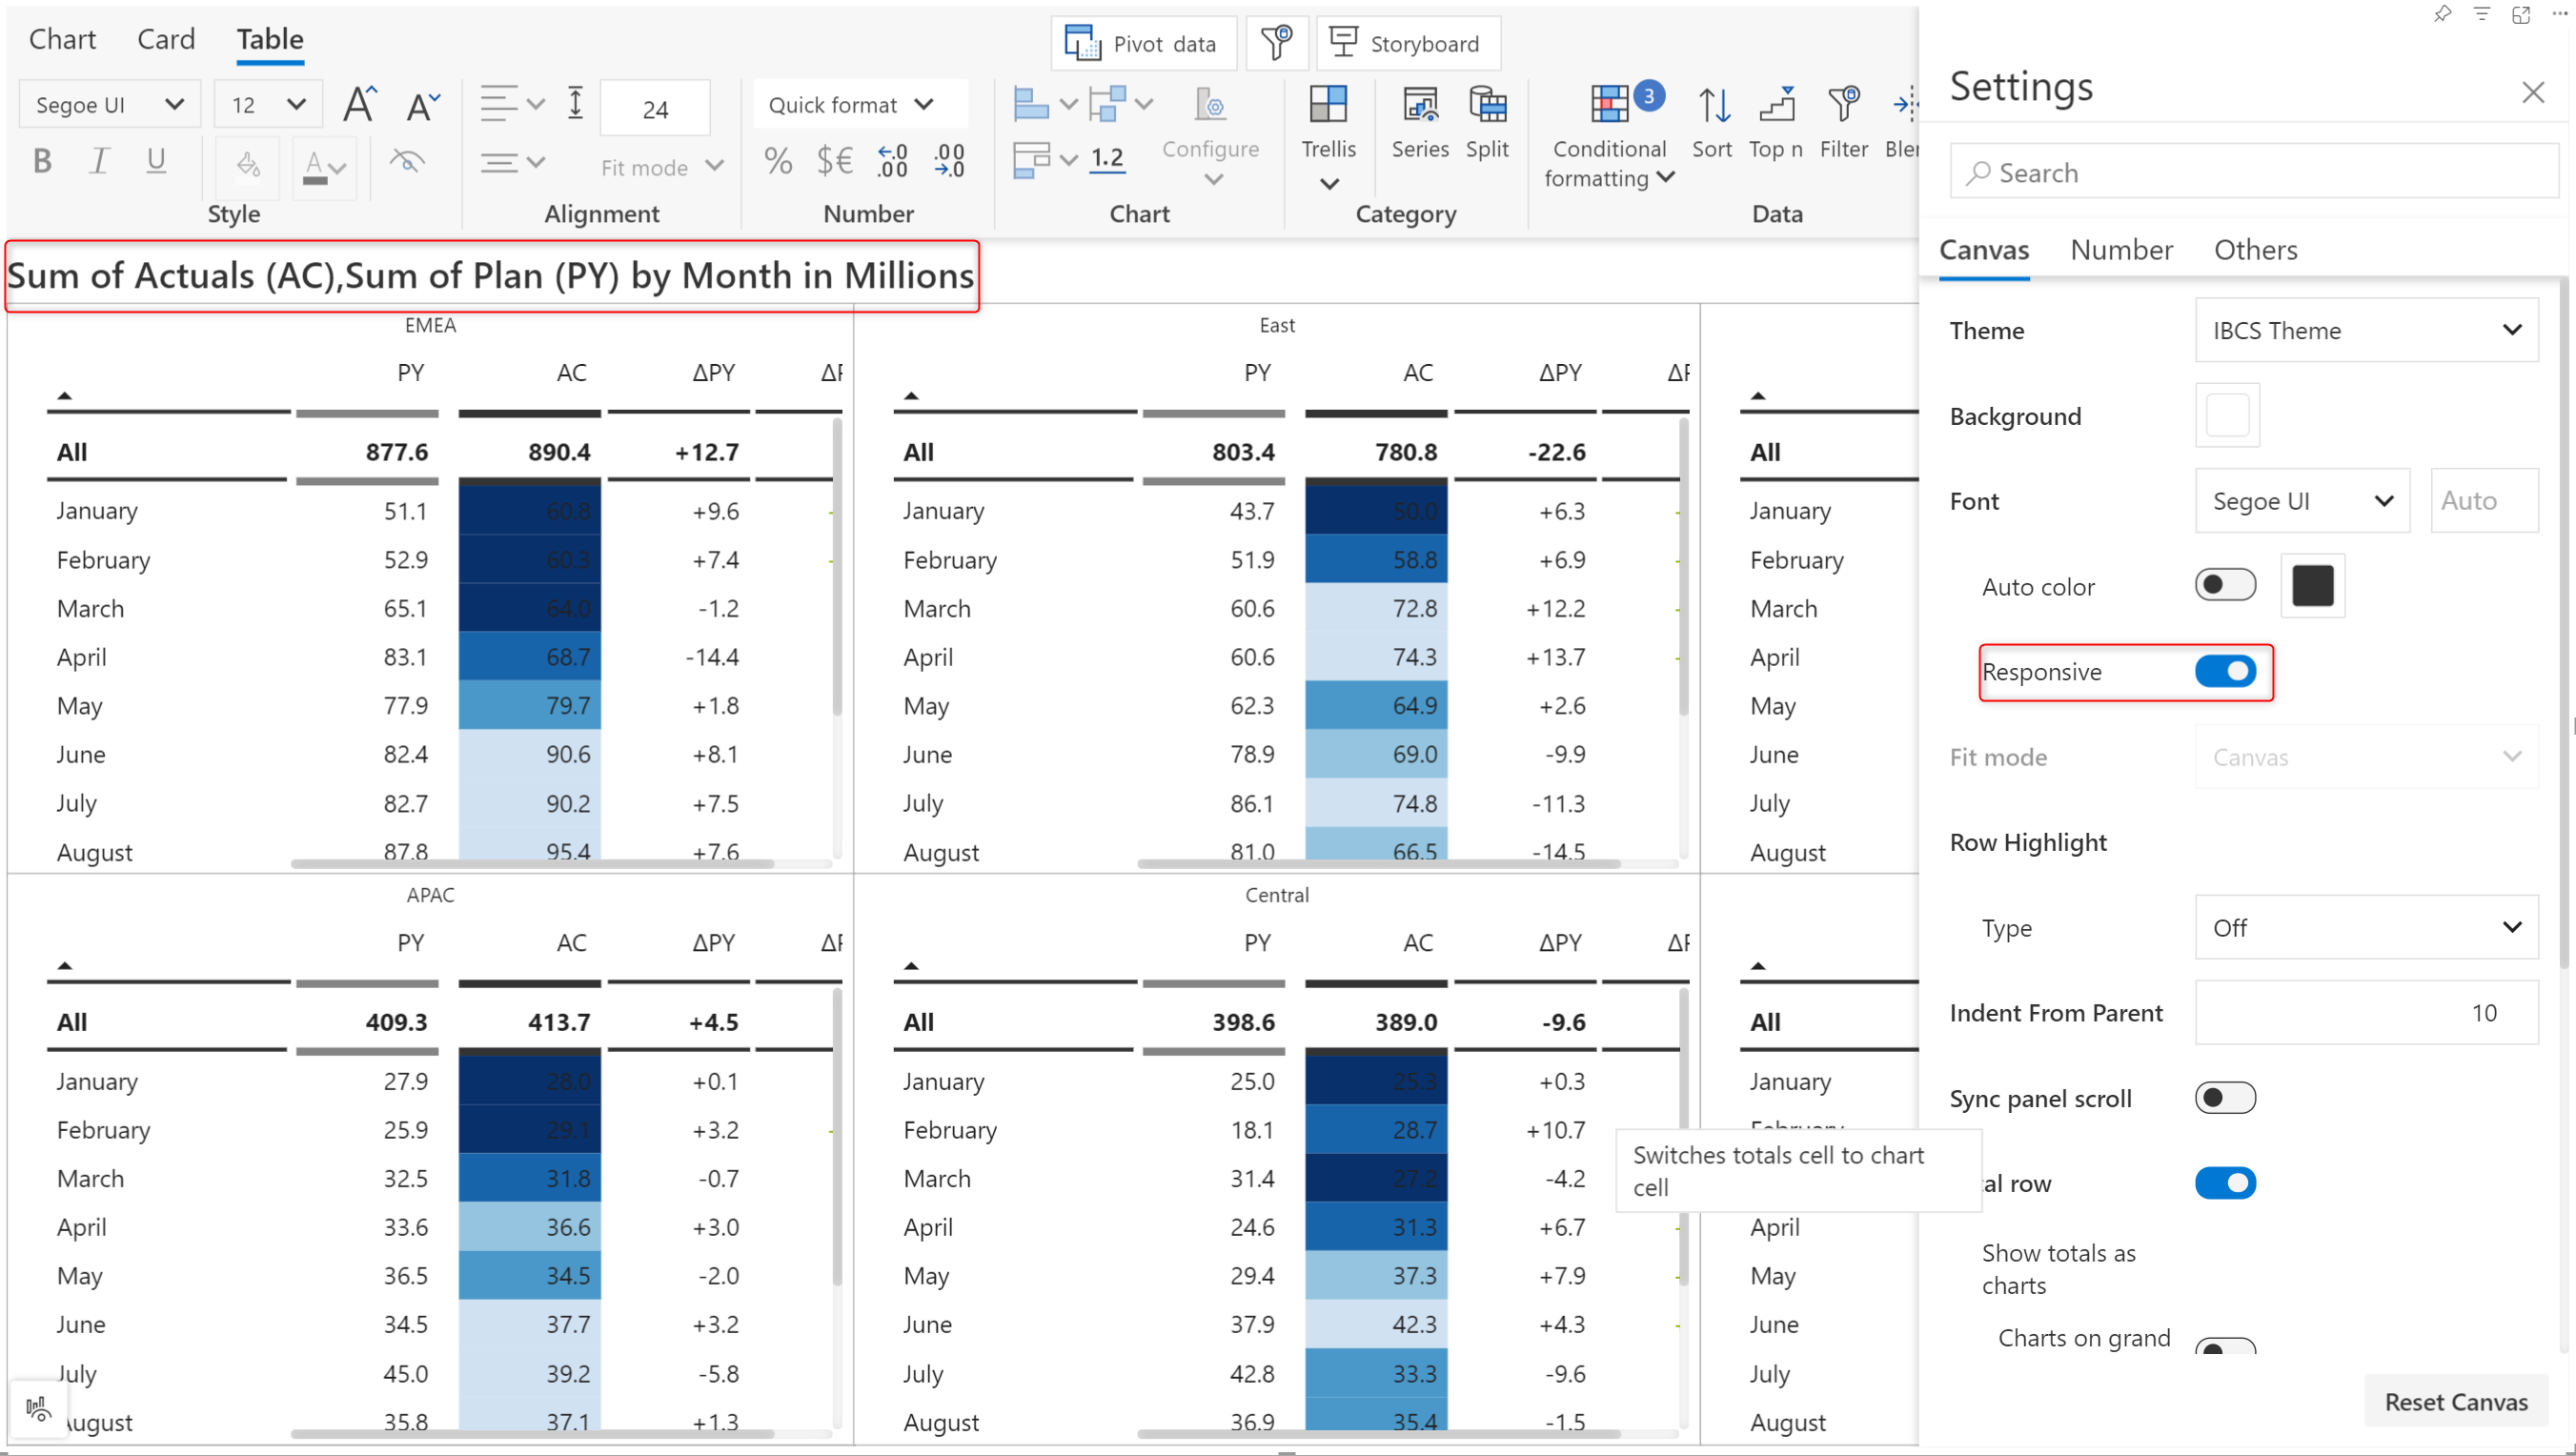 Chart Card Table
Pivot data Storyboard
Segoe UI 12 24 Quick format 3
B I U A Fit mode % $€ 1.2 Configure Trellis Series Split Conditional formatting Sort Top n Filter Blen
Style Alignment Number Chart Category Data
Sum of Actuals (AC),Sum of Plan (PY) by Month in Millions
EMEA
PY AC ΔPY
All 877.6 890.4 +12.7
January 51.1 60.8 +9.6
February 52.9 60.3 +7.4
March 65.1 64.0 -1.2
April 83.1 68.7 -14.4
May 77.9 79.7 +1.8
June 82.4 90.6 +8.1
July 82.7 90.2 +7.5
August 87.8 95.4 +7.6
East
PY AC ΔPY
All 803.4 780.8 -22.6
January 43.7 50.0 +6.3
February 51.9 58.8 +6.9
March 60.6 72.8 +12.2
April 60.6 74.3 +13.7
May 62.3 64.9 +2.6
June 78.9 69.0 -9.9
July 86.1 74.8 -11.3
August 81.0 66.5 -14.5
All
January
February
March
April
May
June
July
August
APAC
PY AC ΔPY
All 409.3 413.7 +4.5
January 27.9 28.0 +0.1
February 25.9 29.1 +3.2
March 32.5 31.8 -0.7
April 33.6 36.6 +3.0
May 36.5 34.5 -2.0
June 34.5 37.7 +3.2
July 45.0 39.2 -5.8
August 35.8 37.1 +1.3
Central
PY AC ΔPY
All 398.6 389.0 -9.6
January 25.0 25.3 +0.3
February 18.1 28.7 +10.7
March 31.4 27.2 -4.2
April 24.6 31.3 +6.7
May 29.4 37.3 +7.9
June 37.9 42.3 +4.3
July 42.8 33.3 -9.6
August 36.9 35.4 -1.5
All
January
February
April
May
June
July
August
Switches totals cell to chart
cell
Settings
Search
Canvas Number Others
Theme IBCS Theme
Background
Font Segoe UI Auto
Auto color
Responsive
Fit mode Canvas
Row Highlight
Type Off
Indent From Parent 10
Sync panel scroll
al row
Show totals as
charts
Charts on grand
Reset Canvas